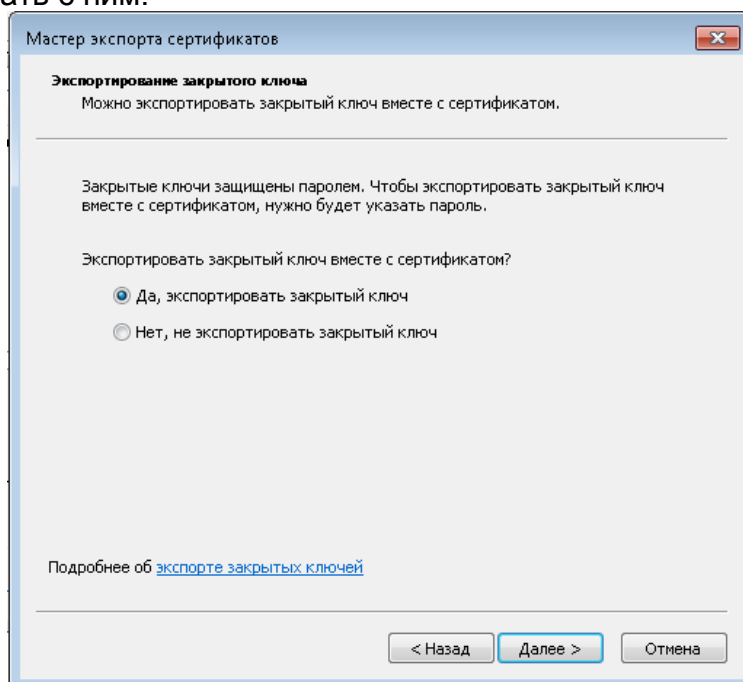 с ним.
Мастер экспорта сертификатов
Экспортирование закрытого ключа
Можно экспортировать закрытый ключ вместе с сертификатом.
Закрытые ключи защищены паролем. Чтобы экспортировать закрытый ключ
вместе с сертификатом, нужно будет указать пароль.
Экспортировать закрытый ключ вместе с сертификатом?
Да, экспортировать закрытый ключ
Нет, не экспортировать закрытый ключ
Подробнее об экспорте закрытых ключей
< Назад Далее > Отмена